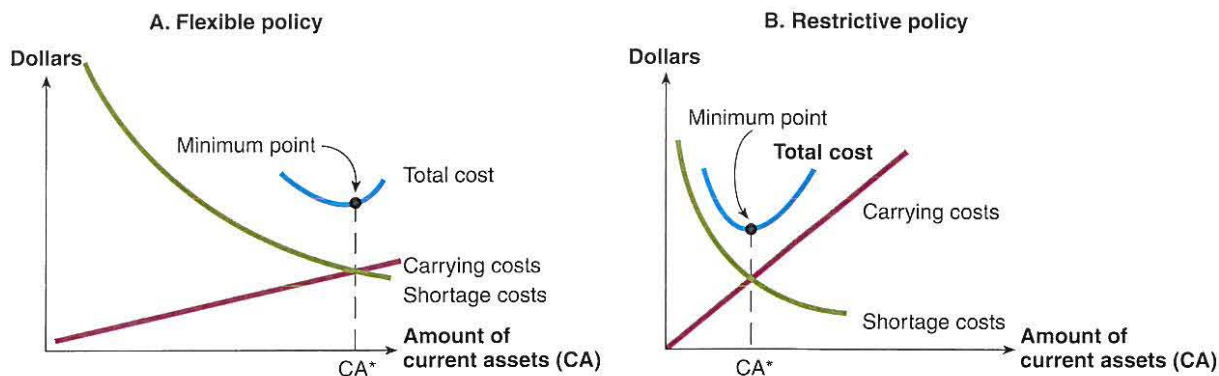 A. Flexible policy
Dollars
Minimum point
Total cost
Carrying costs
Shortage costs
Amount of
current assets (CA)
CA*
B. Restrictive policy
Dollars
Minimum point
Total cost
Carrying costs
Shortage costs
Amount of
current assets (CA)
CA*